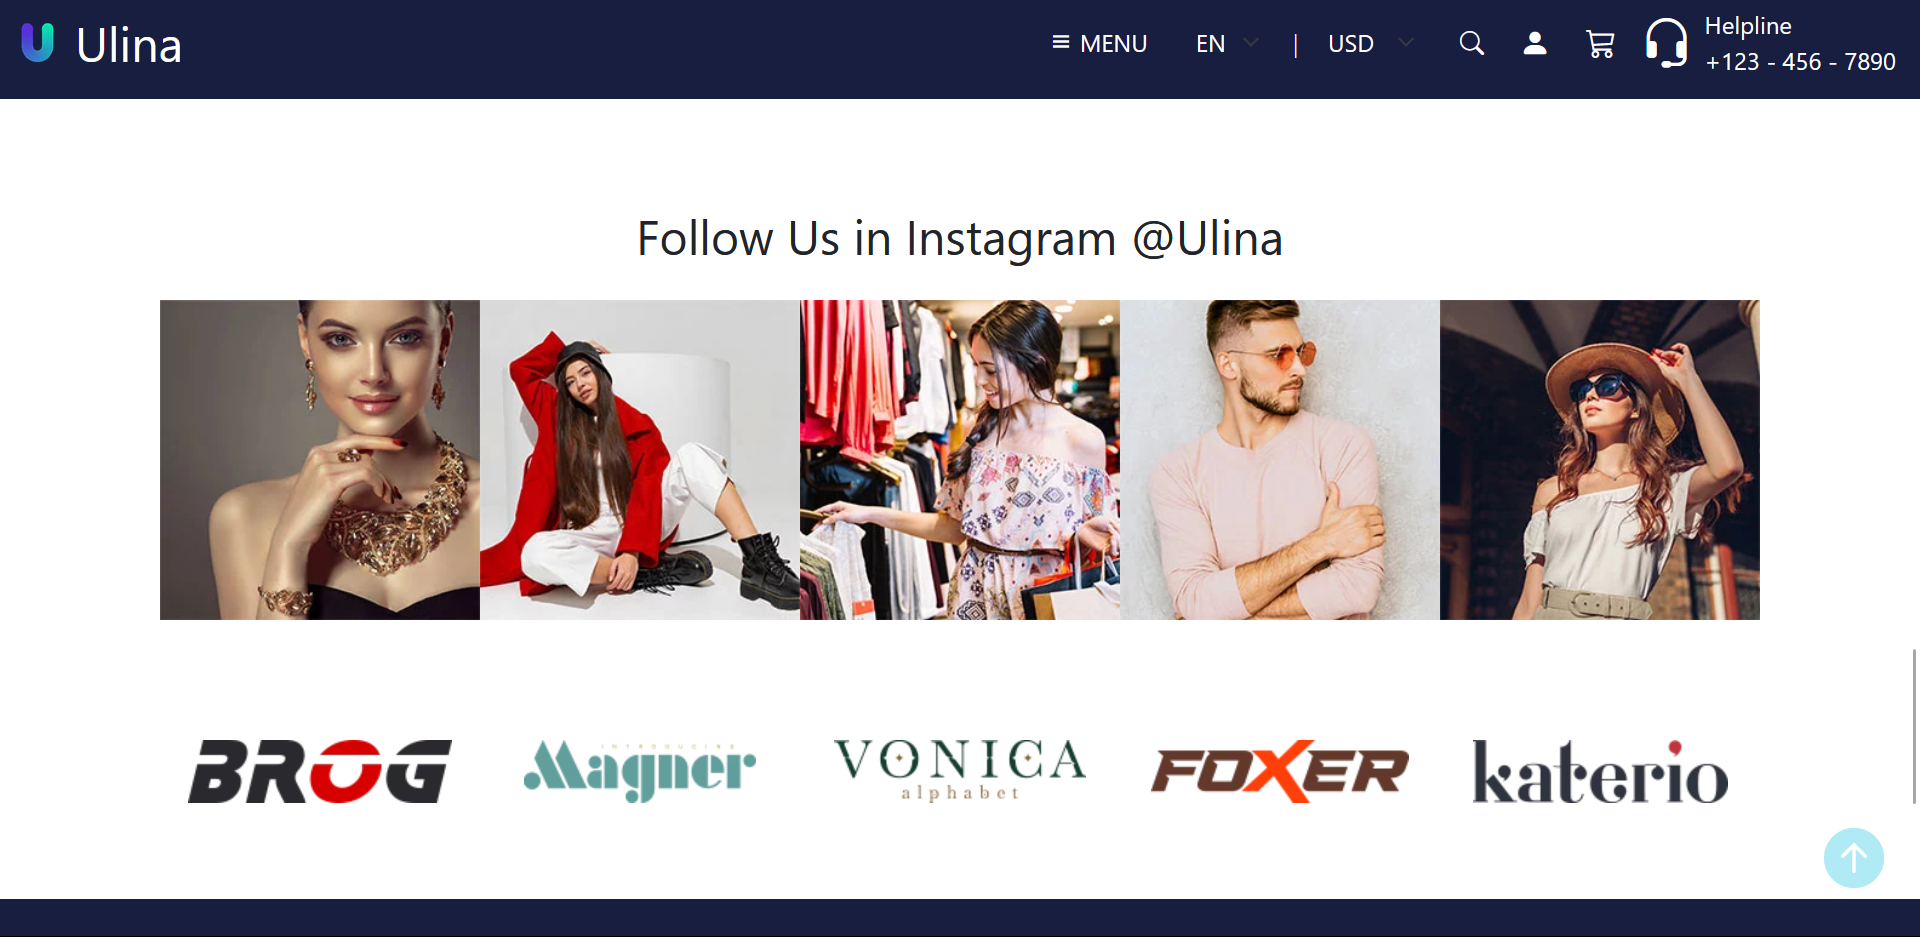 Ulina
MENU
EN
|
USD
Helpline
+123 - 456 - 7890
Follow Us in Instagram @Ulina
BROG
INTRODUCING
Magner
VONICA
alphabet
FOXER
katerio